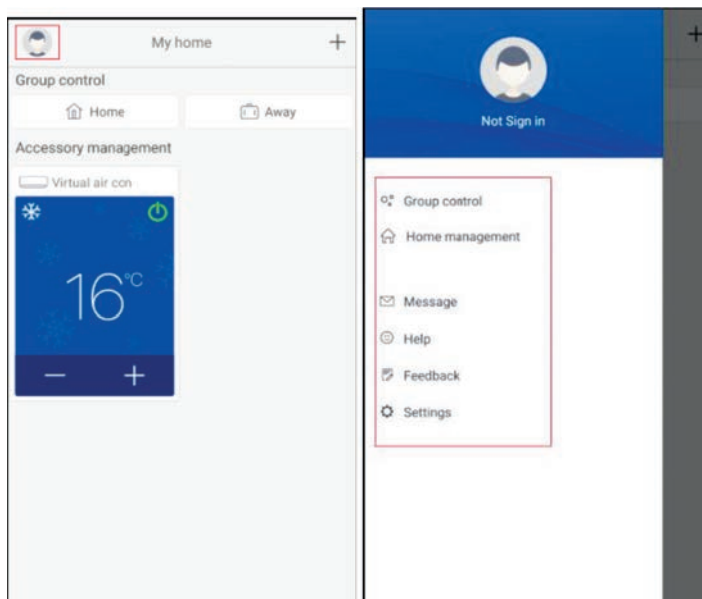 My home
+
Group control
Home
Away
Accessory management
Virtual air con
16°C
− +
+
Not Sign in
Group control
Home management
Message
Help
Feedback
Settings